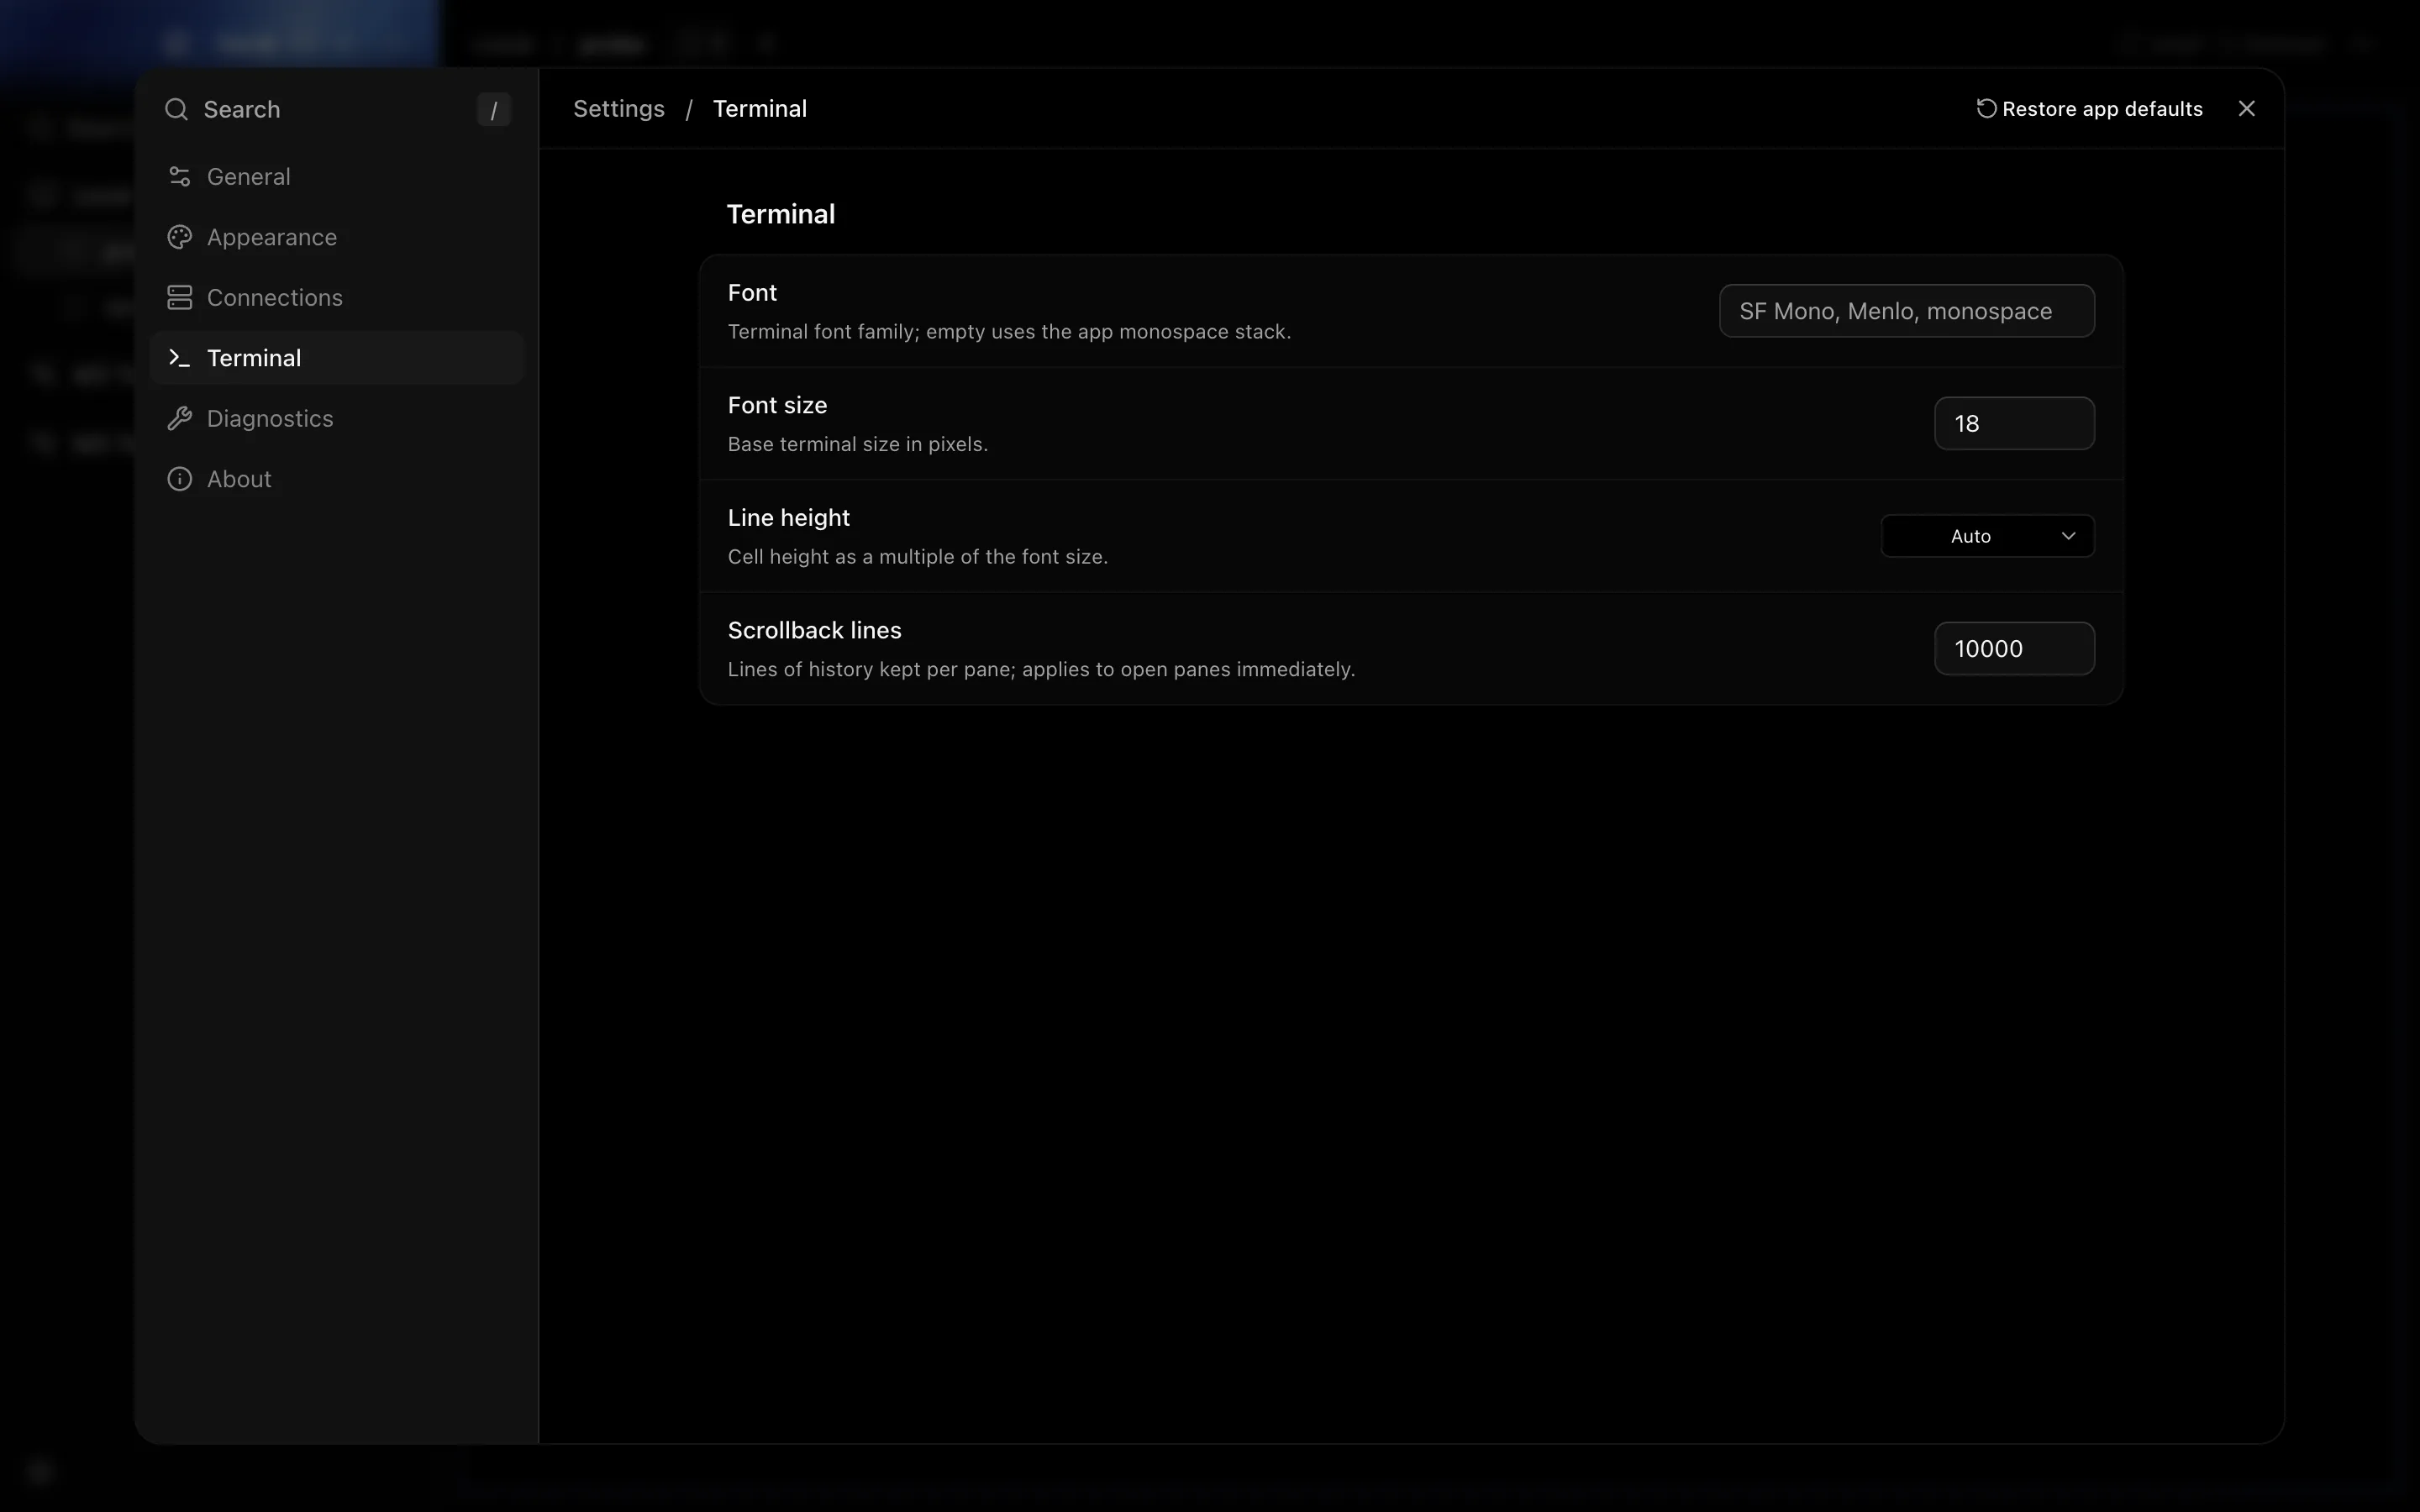 Search /
General
Appearance
Connections
Terminal
Diagnostics
About
Settings / Terminal
Restore app defaults
Terminal
Font
Terminal font family; empty uses the app monospace stack.
SF Mono, Menlo, monospace
Font size
Base terminal size in pixels.
18
Line height
Cell height as a multiple of the font size.
Auto
Scrollback lines
Lines of history kept per pane; applies to open panes immediately.
10000